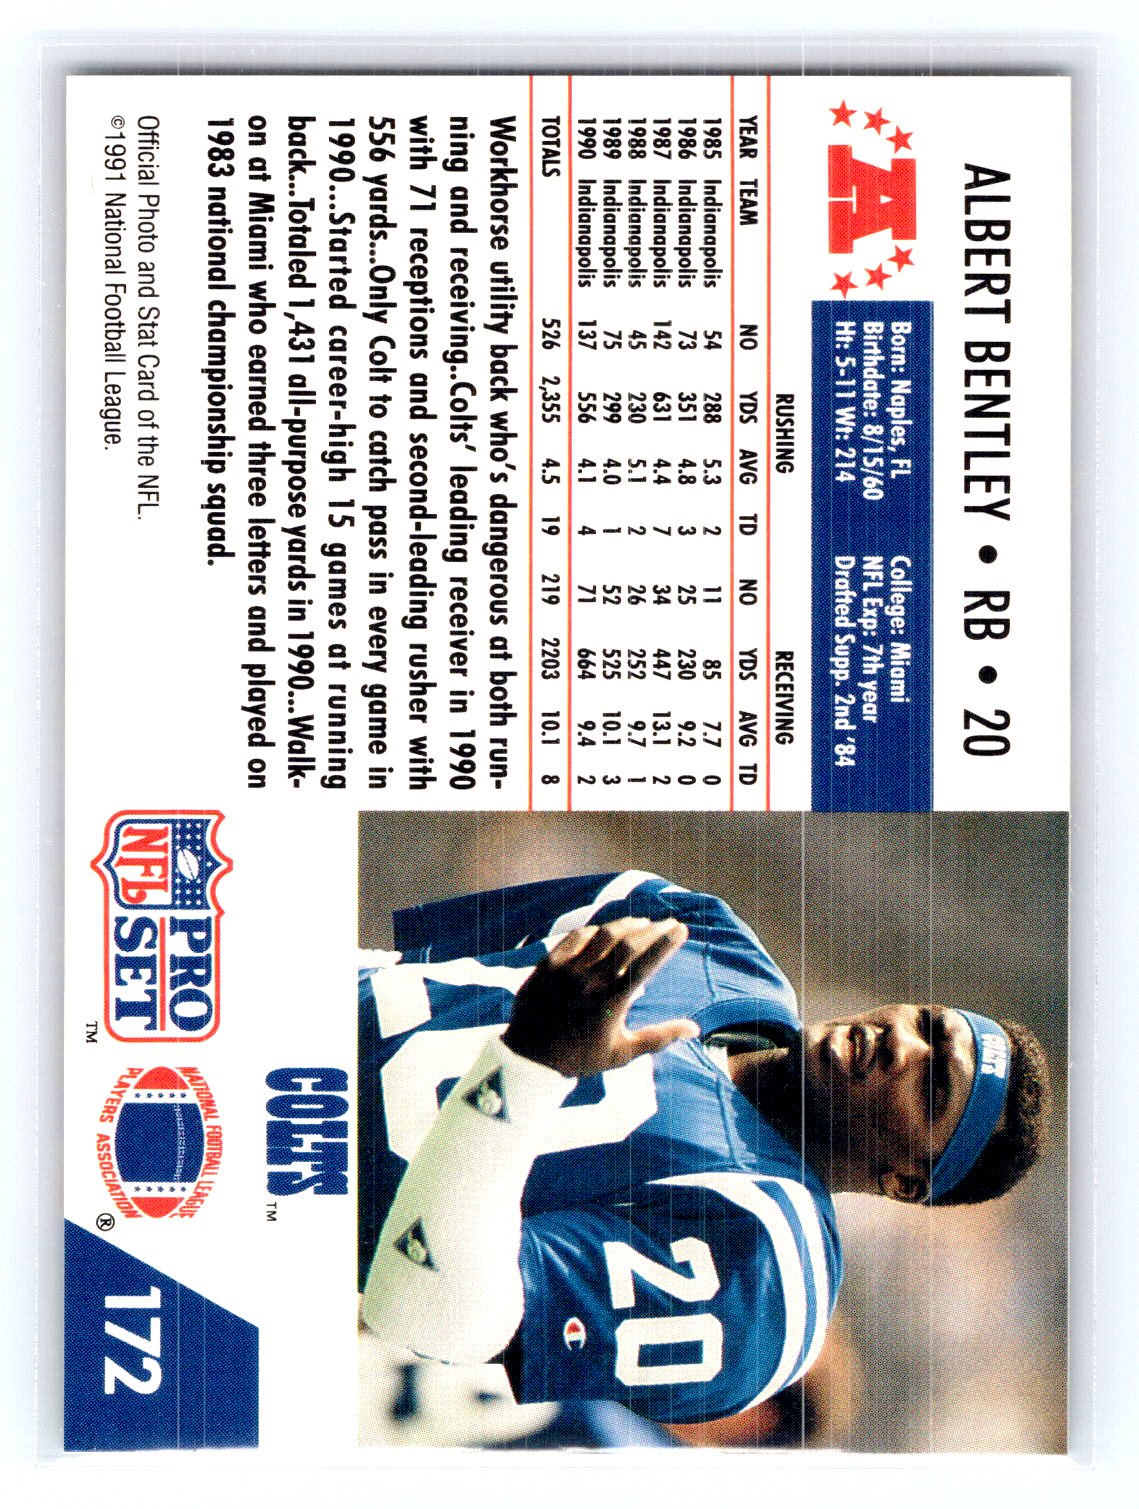 ALBERT BENTLEY • RB • 20
A
Born: Naples, FL College: Miami
Birthdate: 8/15/60 NFL Exp: 7th year
Ht: 5-11 Wt: 214 Drafted Supp. 2nd '84
RUSHING RECEIVING
YEAR TEAM NO YDS AVG TD NO YDS AVG TD
1985 Indianapolis 54 288 5.3 2 11 85 7.7 0
1986 Indianapolis 73 351 4.8 3 25 230 9.2 0
1987 Indianapolis 142 631 4.4 7 34 447 13.1 2
1988 Indianapolis 45 230 5.1 2 26 252 9.7 1
1989 Indianapolis 75 299 4.0 1 52 525 10.1 3
1990 Indianapolis 137 556 4.1 4 71 664 9.4 2
TOTALS 526 2,355 4.5 19 219 2203 10.1 8
Workhorse utility back who's dangerous at both run-
ning and receiving..Colts' leading receiver in 1990
with 71 receptions and second-leading rusher with
556 yards...Only Colt to catch pass in every game in
1990...Started career-high 15 games at running
back...Totaled 1,431 all-purpose yards in 1990...Walk-
on at Miami who earned three letters and played on
1983 national championship squad.
Official Photo and Stat Card of the NFL.
©1991 National Football League.
COLTS
20
C
COLTS™
NFL PRO SET™
NATIONAL FOOTBALL LEAGUE
PLAYERS ASSOCIATION®
172